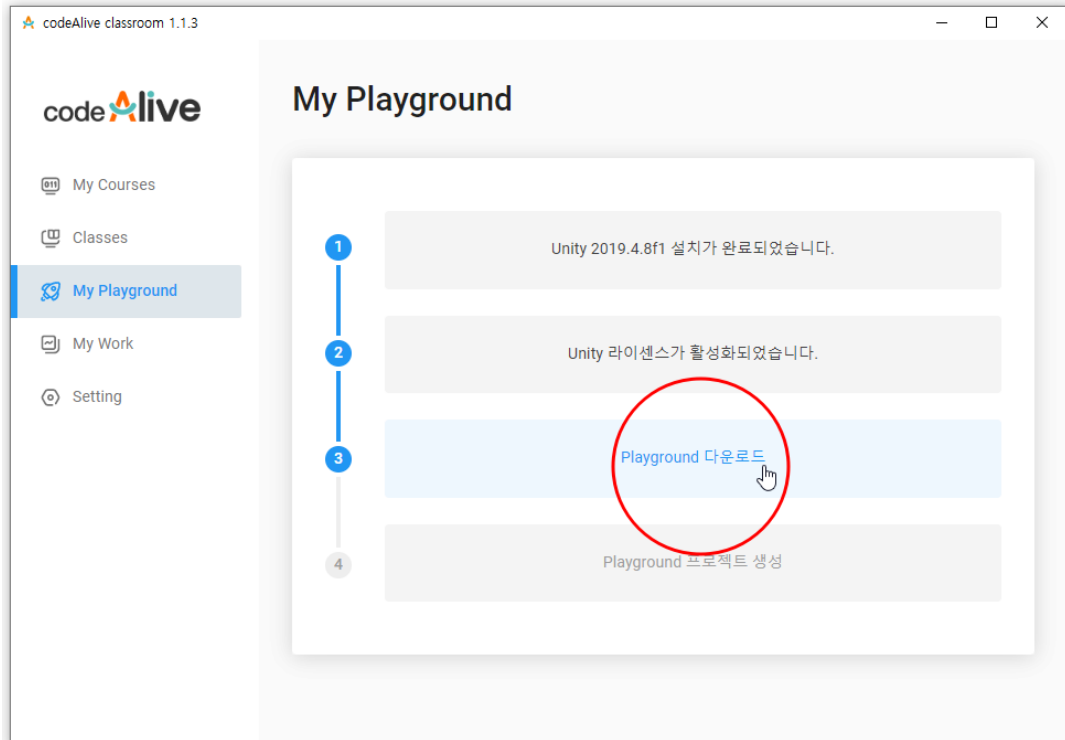 codeAlive classroom 1.1.3
codeAlive
My Playground
My Courses
Classes
My Playground
My Work
Setting
1
Unity 2019.4.8f1 설치가 완료되었습니다.
2
Unity 라이센스가 활성화되었습니다.
3
Playground 다운로드
4
Playground 프로젝트 생성